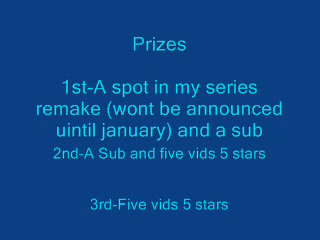 Prizes
1st-A spot in my series
remake (wont be announced
uintil january) and a sub
2nd-A Sub and five vids 5 stars
3rd-Five vids 5 stars